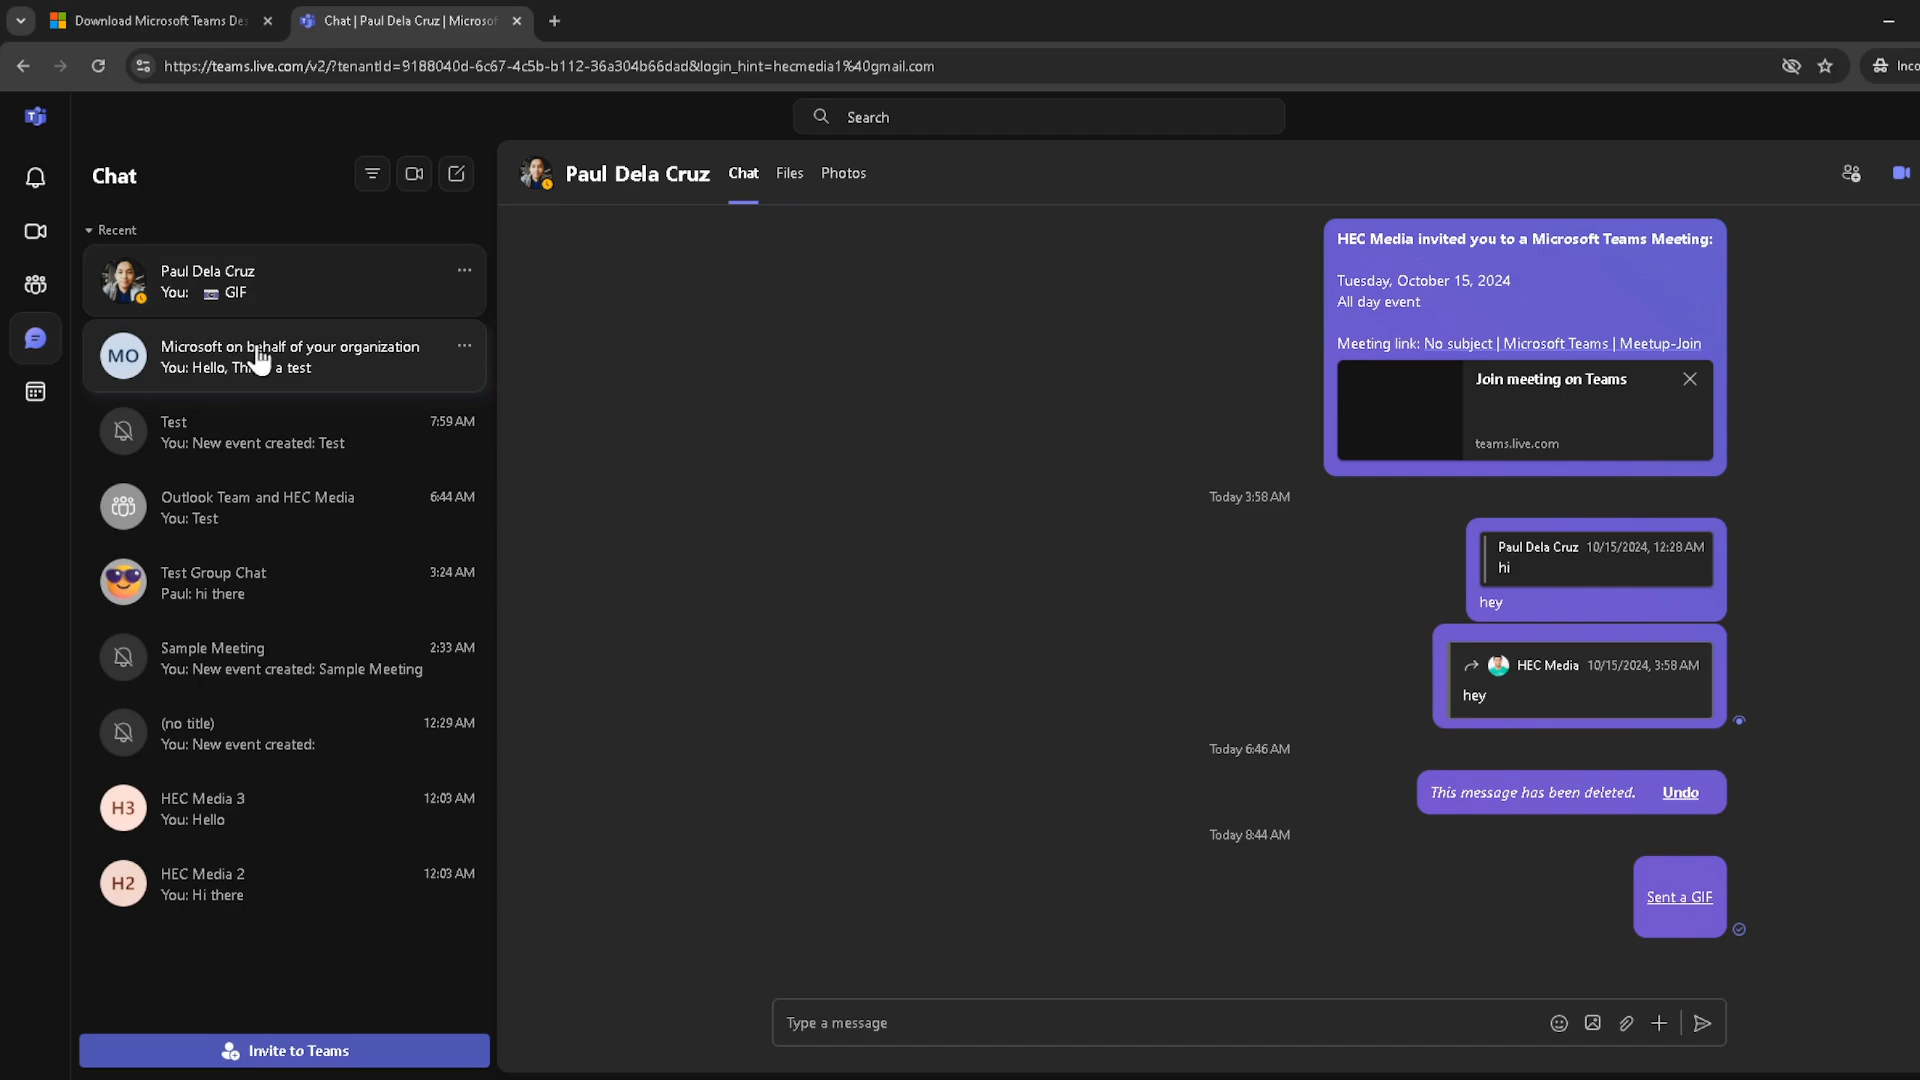 Download Microsoft Teams Des
Chat | Paul Dela Cruz | Microsof
https://teams.live.com/v2/?tenantId=9188040d-6c67-4c5b-b112-36a304b66dad&login_hint=hecmedia1%40gmail.com
Inco
Search
Chat
Paul Dela Cruz
Chat
Files
Photos
Recent
Paul Dela Cruz
You: GIF
MO
Microsoft on behalf of your organization
You: Hello, a test
Test
7:59 AM
You: New event created: Test
Outlook Team and HEC Media
6:44 AM
You: Test
Test Group Chat
3:24 AM
Paul: hi there
Sample Meeting
2:33 AM
You: New event created: Sample Meeting
(no title)
12:29 AM
You: New event created:
H3
HEC Media 3
12:03 AM
You: Hello
H2
HEC Media 2
12:03 AM
You: Hi there
Invite to Teams
HEC Media invited you to a Microsoft Teams Meeting:
Tuesday, October 15, 2024
All day event
Meeting link: No subject | Microsoft Teams | Meetup-Join
Join meeting on Teams
teams.live.com
Today 3:58 AM
Paul Dela Cruz 10/15/2024, 12:28 AM
hi
hey
HEC Media 10/15/2024, 3:58 AM
hey
Today 6:46 AM
This message has been deleted. Undo
Today 8:44 AM
Sent a GIF
Type a message